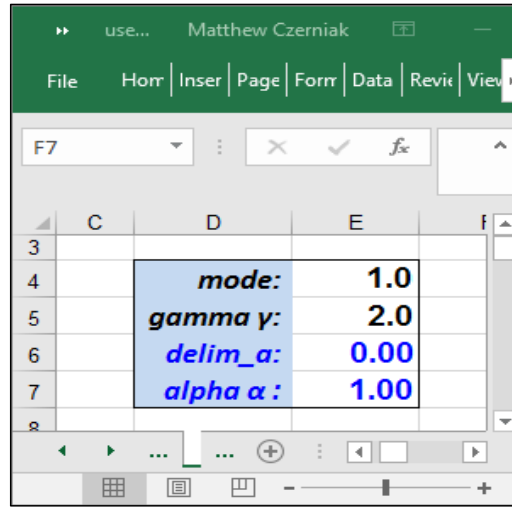 use... Matthew Czerniak
File Hom Inser Page Form Data Revie View
F7 fx
C D E F
3
4 mode: 1.0
5 gamma γ: 2.0
6 delim_a: 0.00
7 alpha α : 1.00
8
... ...